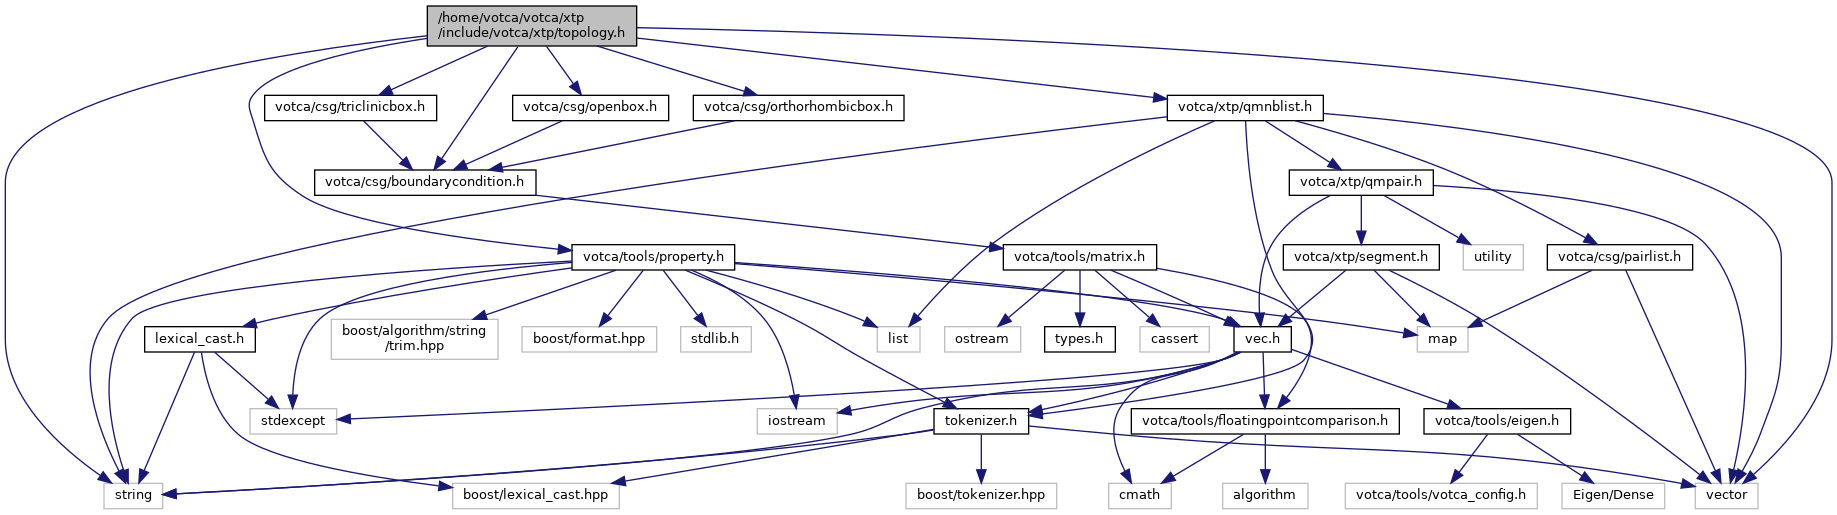 /home/votca/votca/xtp
/include/votca/xtp/topology.h
votca/csg/triclinicbox.h
votca/csg/openbox.h
votca/csg/orthorhombicbox.h
votca/xtp/qmnblist.h
votca/csg/boundarycondition.h
votca/xtp/qmpair.h
votca/tools/property.h
votca/tools/matrix.h
votca/xtp/segment.h
utility
votca/csg/pairlist.h
lexical_cast.h
boost/algorithm/string
/trim.hpp
boost/format.hpp
stdlib.h
list
ostream
types.h
cassert
vec.h
map
stdexcept
iostream
tokenizer.h
votca/tools/floatingpointcomparison.h
votca/tools/eigen.h
string
boost/lexical_cast.hpp
boost/tokenizer.hpp
cmath
algorithm
votca/tools/votca_config.h
Eigen/Dense
vector